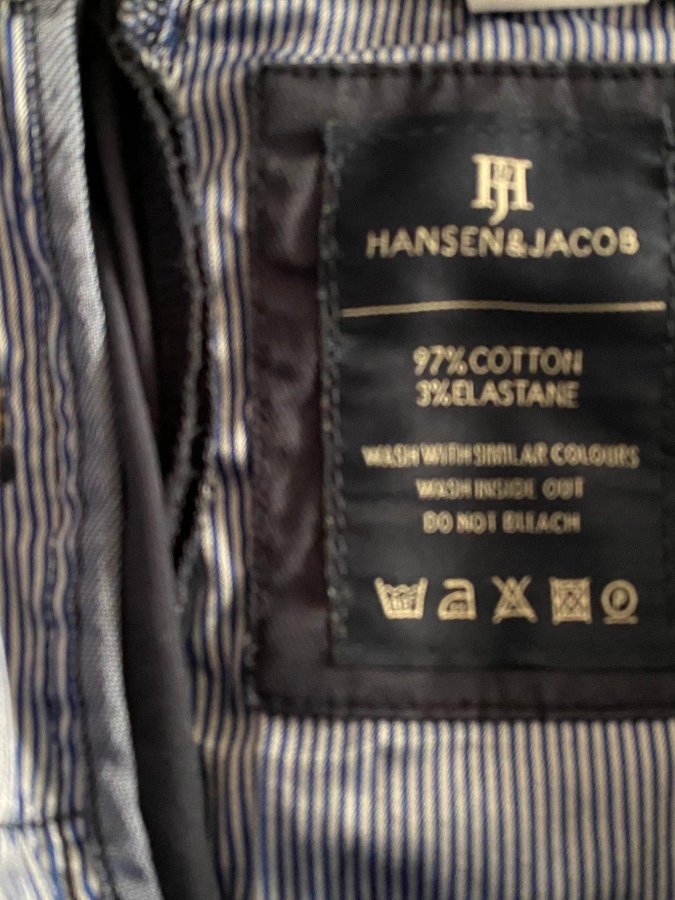 HJ
HANSEN&JACOB
97% COTTON
3% ELASTANE
WASH WITH SIMILAR COLOURS
WASH INSIDE OUT
DO NOT BLEACH
P